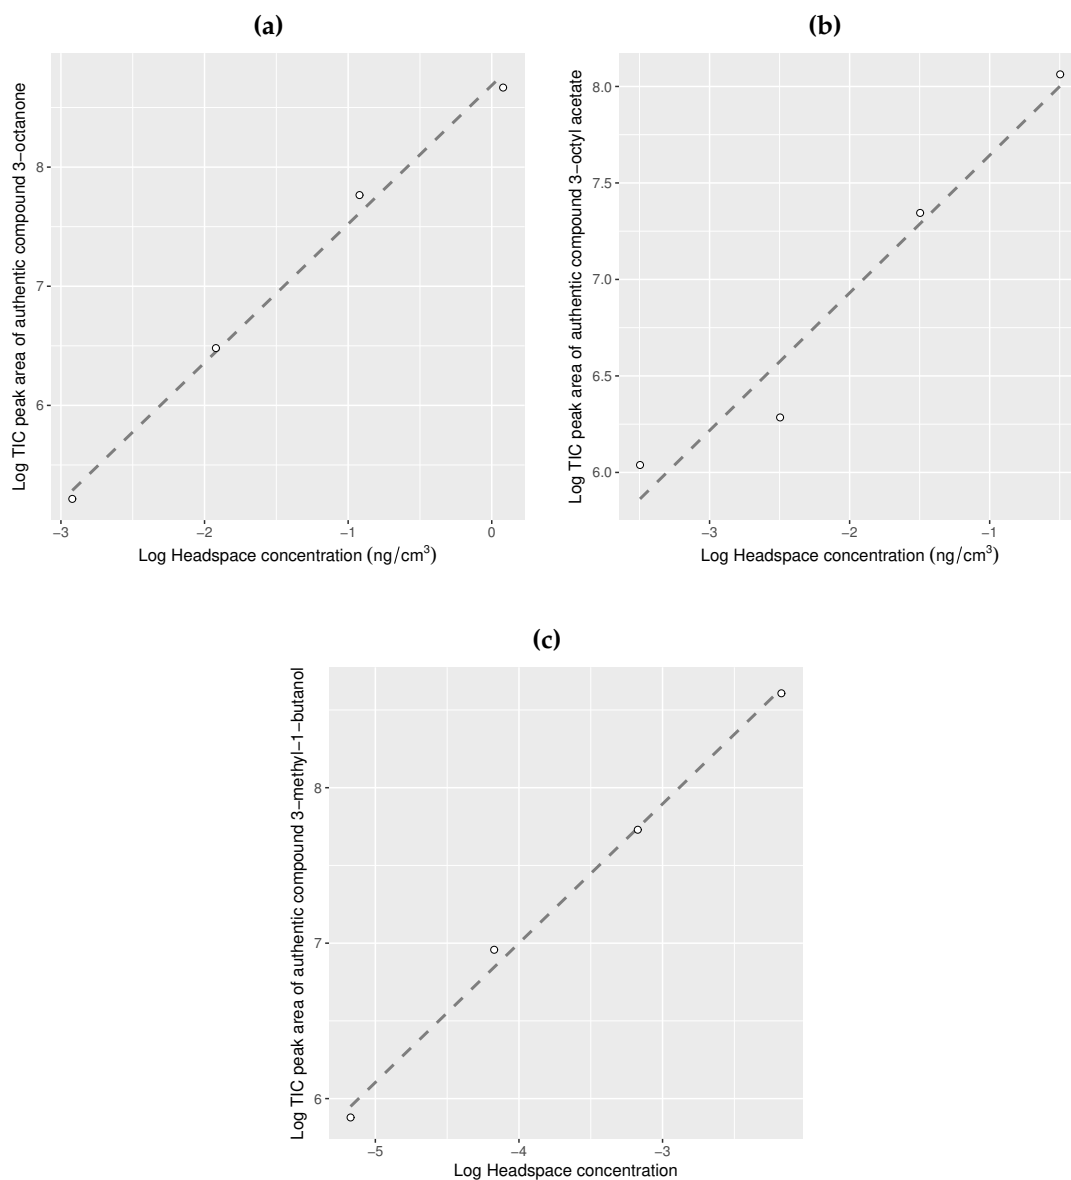 (a)
Log TIC peak area of authentic compound 3−octanone
8
7
6
−3 −2 −1 0
Log Headspace concentration (ng/cm³)
(b)
Log TIC peak area of authentic compound 3−octyl acetate
8.0
7.5
7.0
6.5
6.0
−3 −2 −1
Log Headspace concentration (ng/cm³)
(c)
Log TIC peak area of authentic compound 3−methyl−1−butanol
8
7
6
−5 −4 −3
Log Headspace concentration